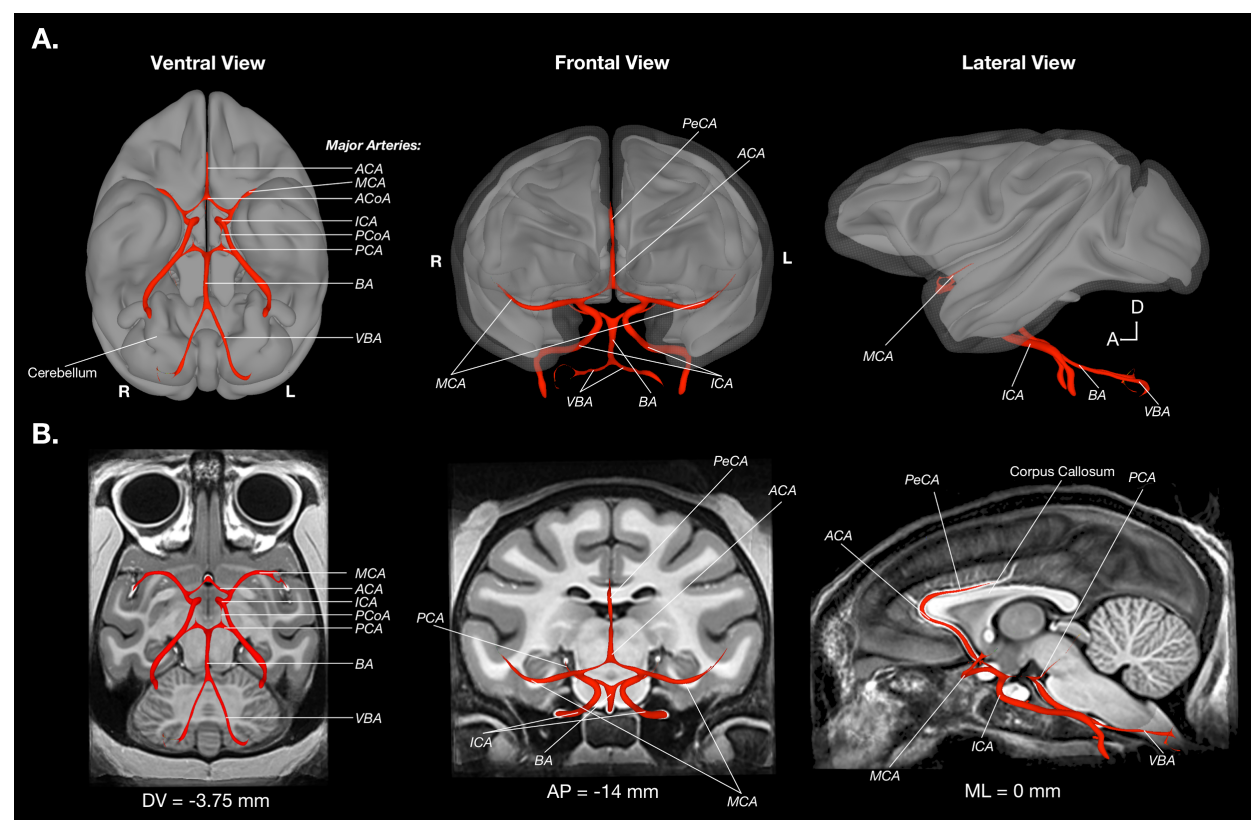 A.
Ventral View
Frontal View
Lateral View
Major Arteries:
ACA
MCA
ACoA
ICA
PCoA
PCA
BA
VBA
Cerebellum
R
L
PeCA
ACA
R
L
MCA
VBA
BA
ICA
MCA
D
A
ICA
BA
VBA
B.
MCA
ACA
ICA
PCoA
PCA
BA
VBA
DV = -3.75 mm
PeCA
ACA
PCA
ICA
BA
MCA
AP = -14 mm
PeCA
Corpus Callosum
PCA
ACA
MCA
ICA
VBA
ML = 0 mm